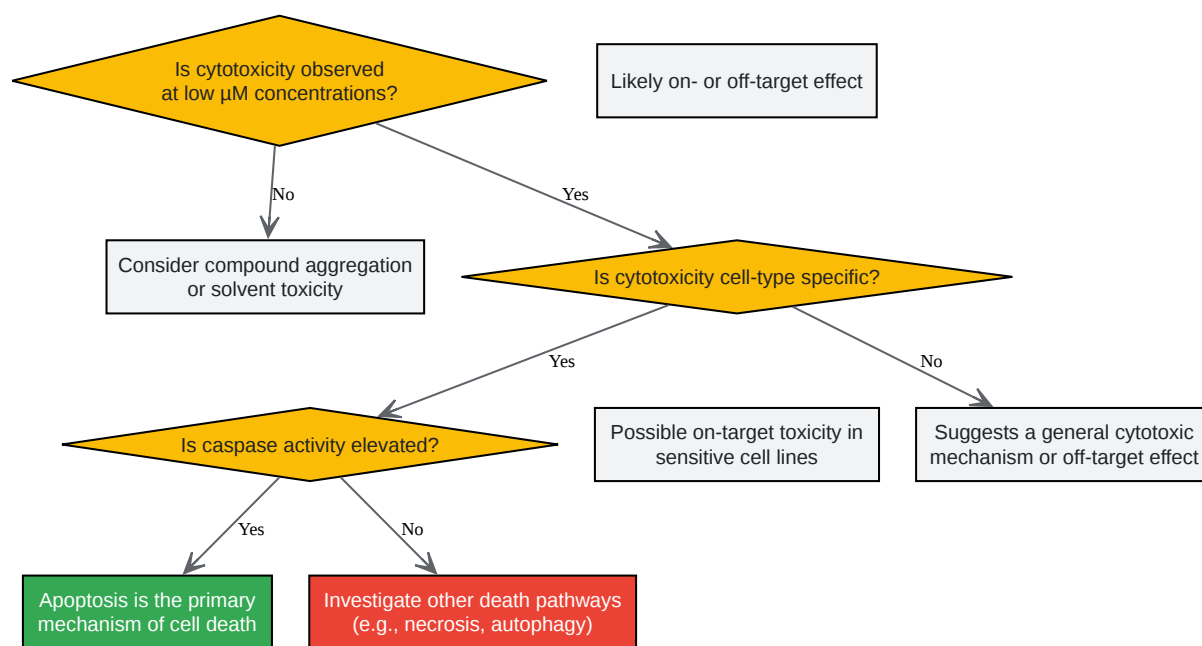 Is cytotoxicity observed
at low µM concentrations?
Likely on- or off-target effect
No
Yes
Consider compound aggregation
or solvent toxicity
Is cytotoxicity cell-type specific?
Yes
No
Is caspase activity elevated?
Possible on-target toxicity in
sensitive cell lines
Suggests a general cytotoxic
mechanism or off-target effect
Yes
No
Apoptosis is the primary
mechanism of cell death
Investigate other death pathways
(e.g., necrosis, autophagy)